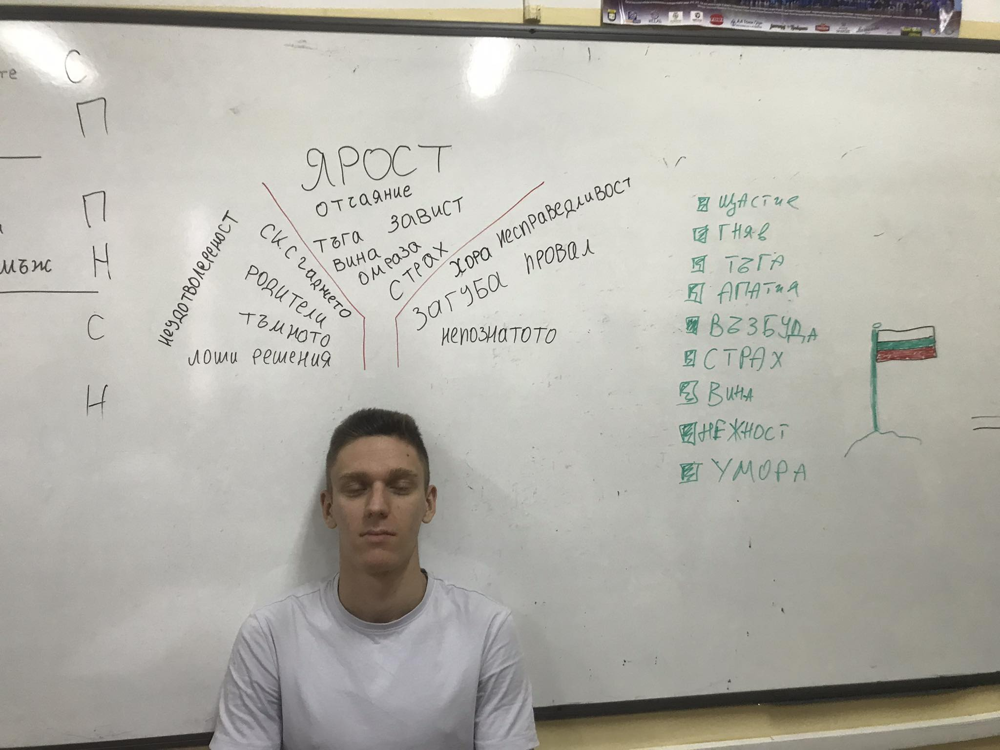 те
С
П
П
мъж
Н
С
Н
ЯРОСТ
отчаяние
тъга завист
вина
омраза
СТРАХ
неудотволереност
СК. С гаджето
РОДИТЕЛИ
тъмното
лоши решения
ХОРА несправедливост
ЗАГУБА ПРОВАЛ
непознатото
ЩАСТИЕ
ГНЯВ
ТЪГА
АПАТИЯ
ВЪЗБУДА
СТРАХ
ВИНА
НЕЖНОСТ
УМОРА